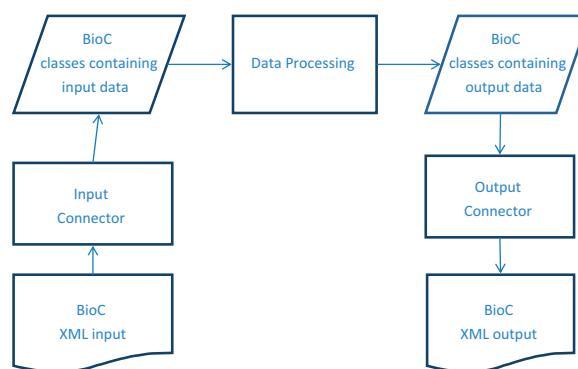 BioC
classes containing
input data
Data Processing
BioC
classes containing
output data
Input
Connector
Output
Connector
BioC
XML input
BioC
XML output